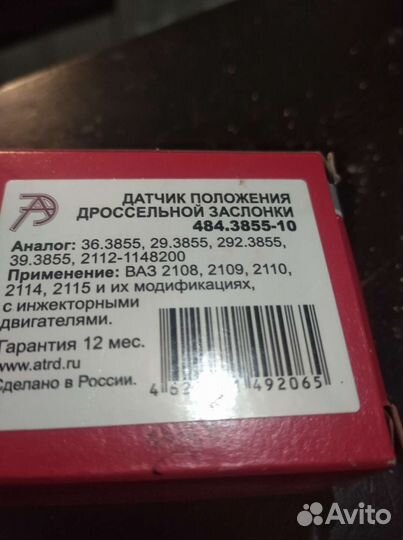 ДАТЧИК ПОЛОЖЕНИЯ
ДРОССЕЛЬНОЙ ЗАСЛОНКИ
484.3855-10
Аналог: 36.3855, 29.3855, 292.3855,
39.3855, 2112-1148200
Применение: ВАЗ 2108, 2109, 2110,
2114, 2115 и их модификациях,
с инжекторными
двигателями.
Гарантия 12 мес.
www.atrd.ru
Сделано в России.
492065
Avito